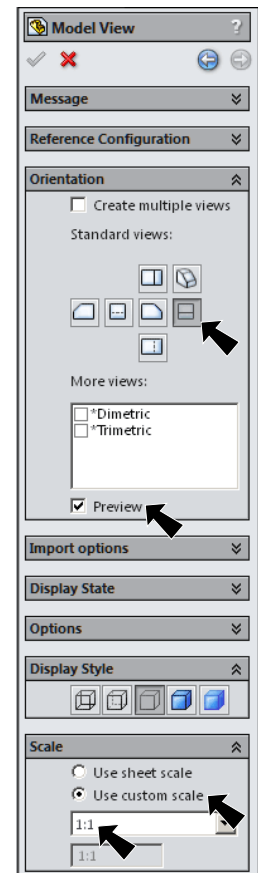 Model View ?
Message
Reference Configuration
Orientation
Create multiple views
Standard views:
More views:
*Dimetric
*Trimetric
Preview
Import options
Display State
Options
Display Style
Scale
Use sheet scale
Use custom scale
1:1
1:1